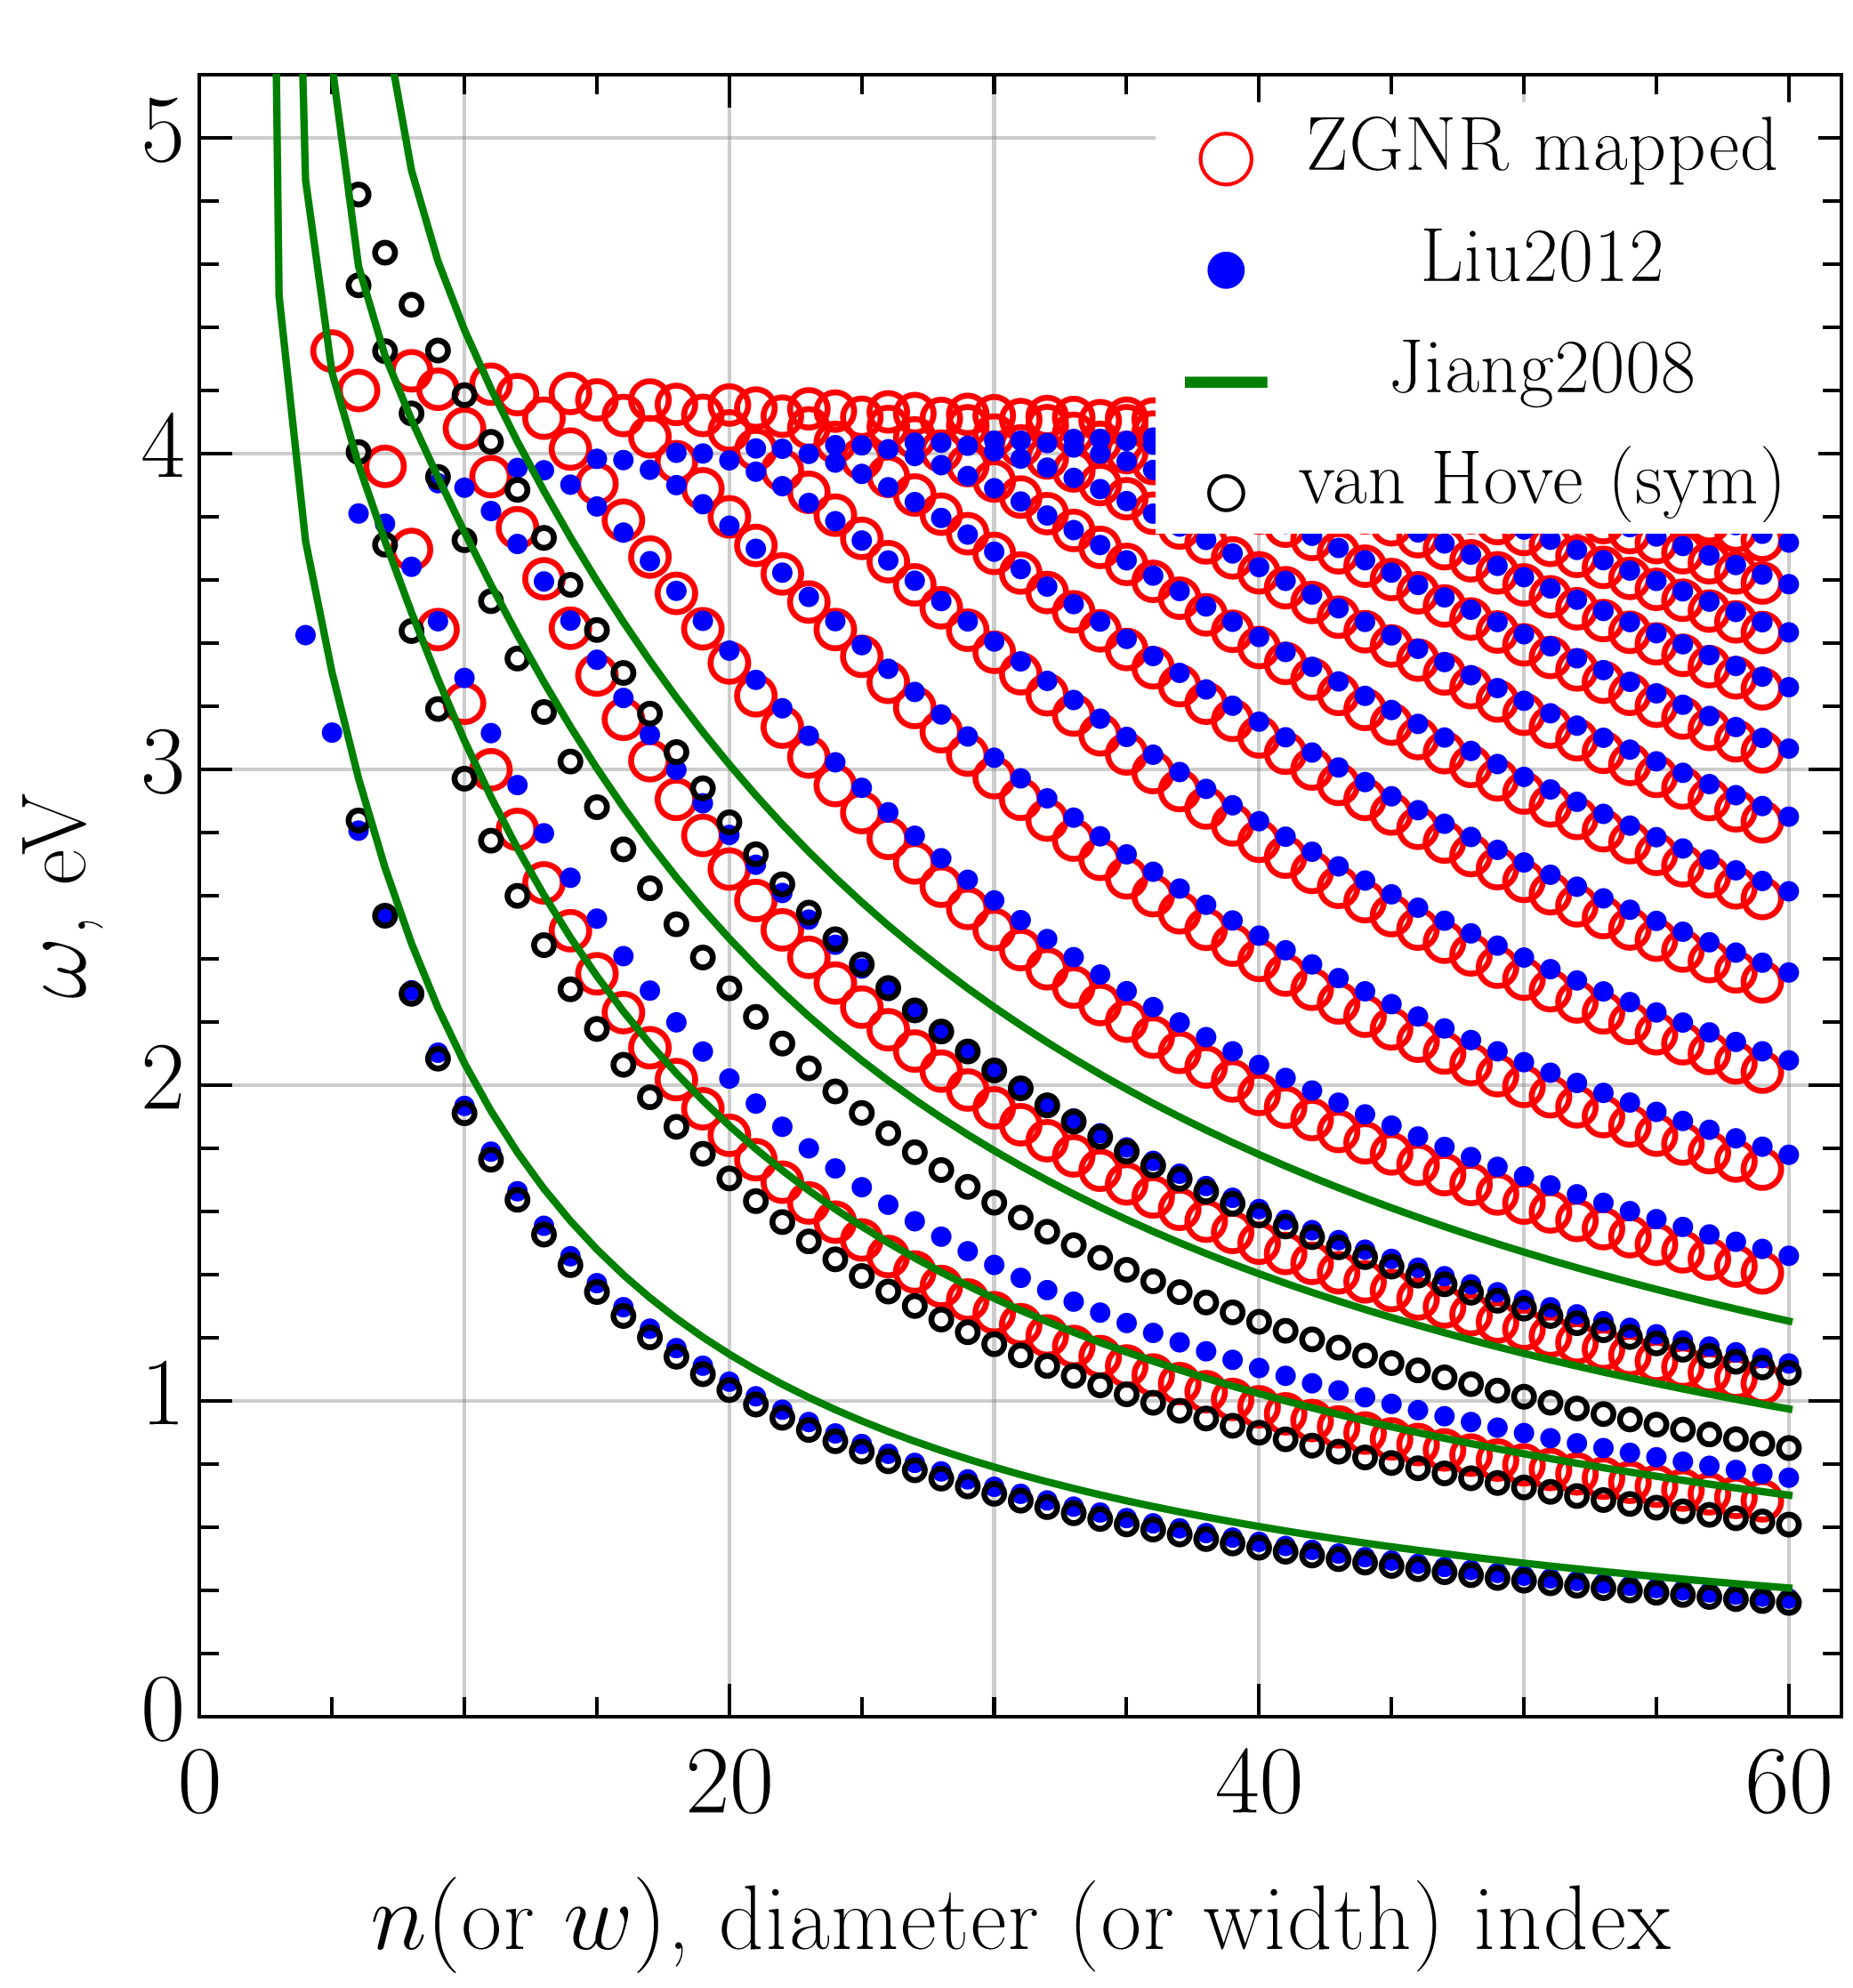 ZGNR mapped
Liu2012
Jiang2008
van Hove (sym)
5
4
3
2
1
0
ω, eV
0 20 40 60
n(or w), diameter (or width) index